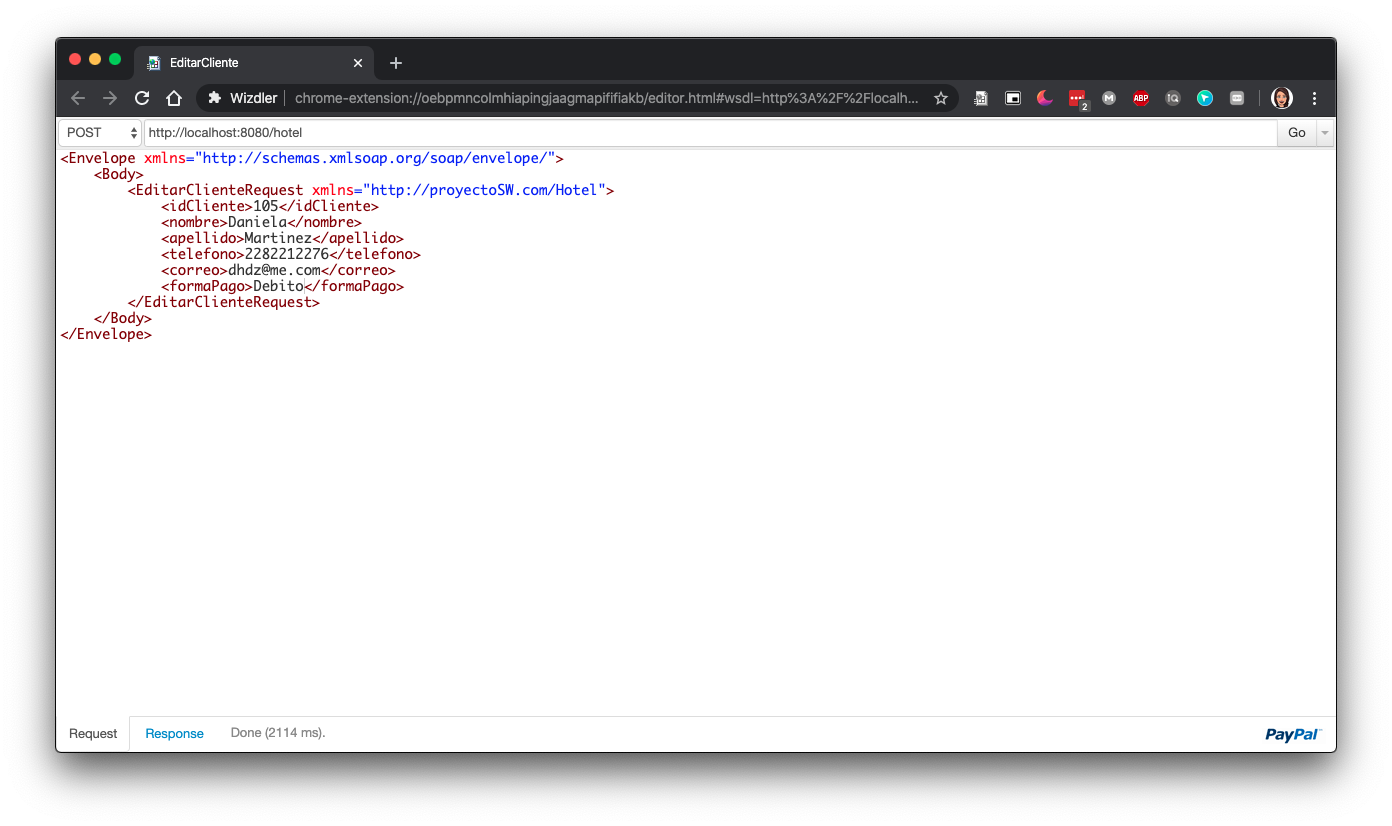 EditarCliente
Wizdler chrome-extension://oebpmncolmhiapingjaagmapififiakb/editor.html#wsdl=http%3A%2F%2Flocalh...
2
M
ABP
IQ
POST http://localhost:8080/hotel Go
<Envelope xmlns="http://schemas.xmlsoap.org/soap/envelope/">
<Body>
<EditarClienteRequest xmlns="http://proyectoSW.com/Hotel">
<idCliente>105</idCliente>
<nombre>Daniela</nombre>
<apellido>Martinez</apellido>
<telefono>2282212276</telefono>
<correo>dhdz@me.com</correo>
<formaPago>Debito</formaPago>
</EditarClienteRequest>
</Body>
</Envelope>
Request Response Done (2114 ms). PayPal